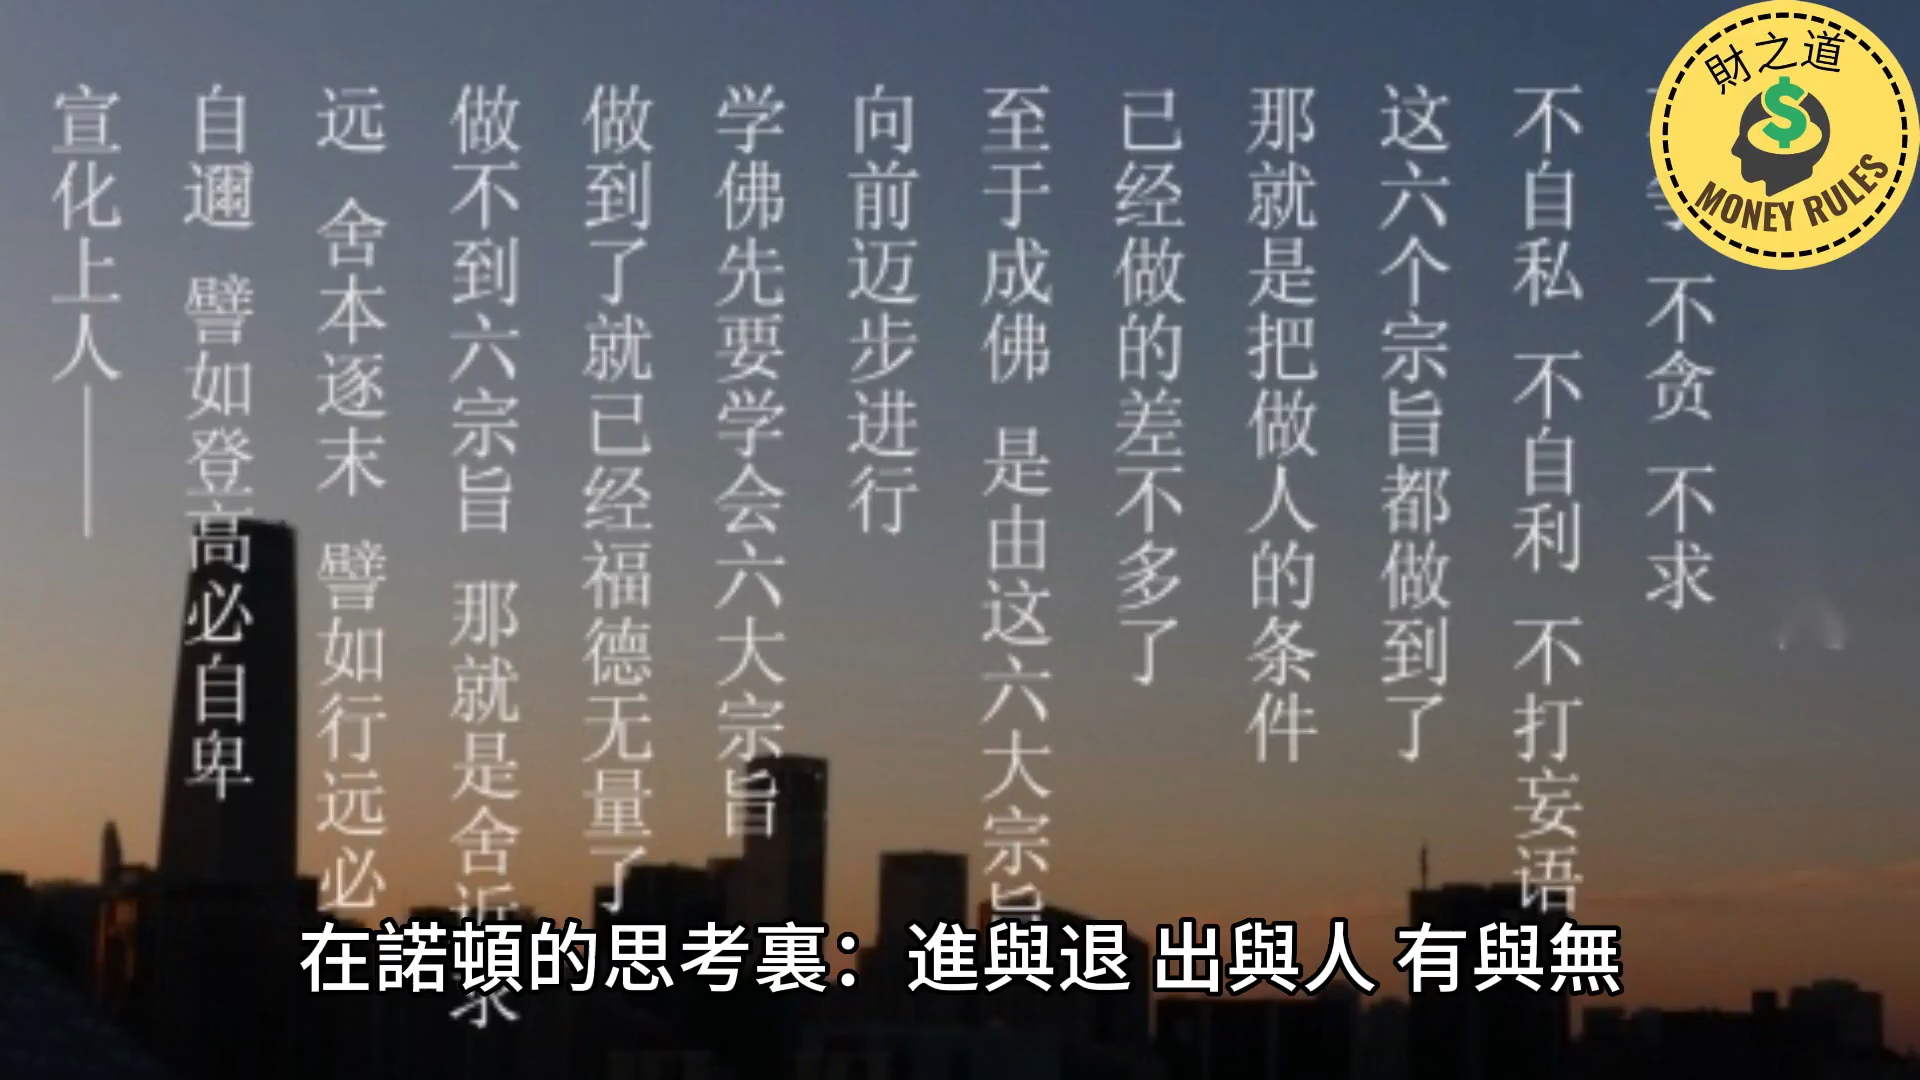 不贪 不求
不自私 不自利 不打妄语
这六个宗旨都做到了
那就是把做人的条件
已经做的差不多了
至于成佛 是由这六大宗旨
向前迈步进行
学佛先要学会六大宗旨
做到了就已经福德无量了
做不到六宗旨 那就是舍近求
远 舍本逐末 譬如行远必
自邇 譬如登高必自卑
宣化上人——
財之道
$
MONEY RULES
在諾頓的思考裏：進與退 出與人 有與無